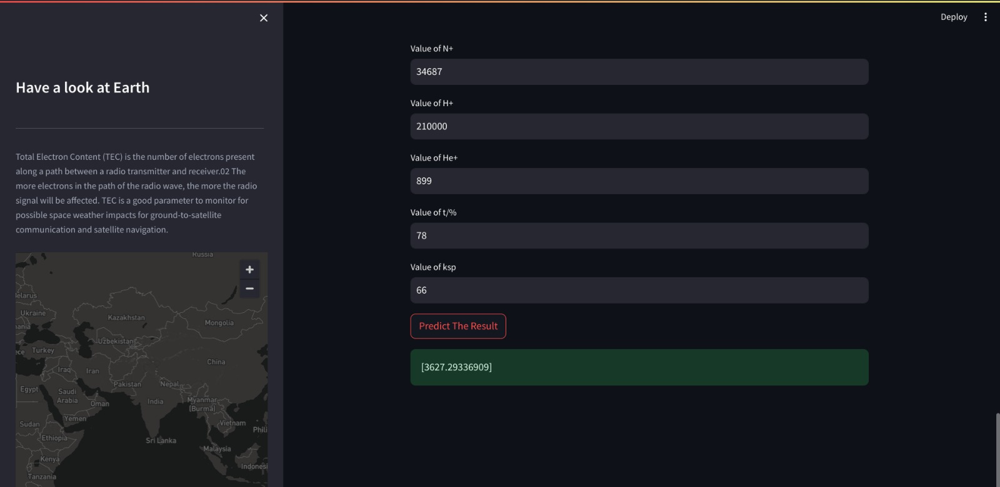 Deploy
Have a look at Earth
Total Electron Content (TEC) is the number of electrons present
along a path between a radio transmitter and receiver.02 The
more electrons in the path of the radio wave, the more the radio
signal will be affected. TEC is a good parameter to monitor for
possible space weather impacts for ground-to-satellite
communication and satellite navigation.
Russia
elarus
Ukraine
ania
Kazakhstan
Mongolia
Uzbekistan
ece
Turkey
China
Iraq
Iran
Pakistan
Nepal
Egypt
Saudi
Arabia
Oman
India
Myanmar
(Burma)
Yemen
Sudan
Vietnam
Phili
Ethiopia
Sri Lanka
Malaysia
Kenya
Indonesi
Tanzania
Value of N+
34687
Value of H+
210000
Value of He+
899
Value of t/%
78
Value of ksp
66
Predict The Result
[3627.29336909]